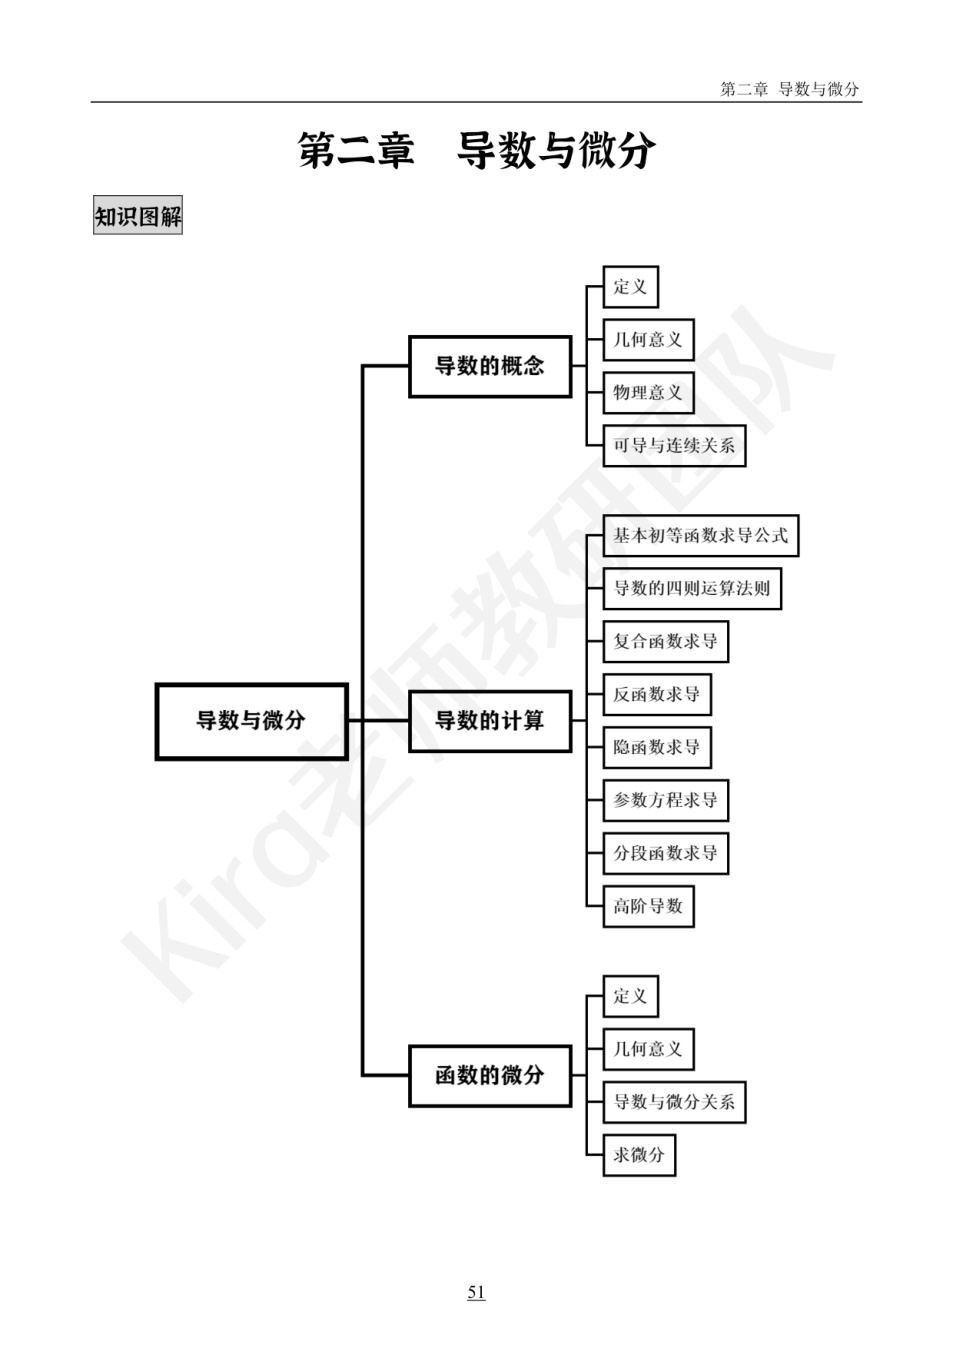 第二章 导数与微分
第二章 导数与微分
知识图解
定义
几何意义
导数的概念
物理意义
可导与连续关系
基本初等函数求导公式
导数的四则运算法则
复合函数求导
反函数求导
导数与微分
导数的计算
隐函数求导
参数方程求导
分段函数求导
高阶导数
定义
几何意义
函数的微分
导数与微分关系
求微分
Kira老师教研团队
51